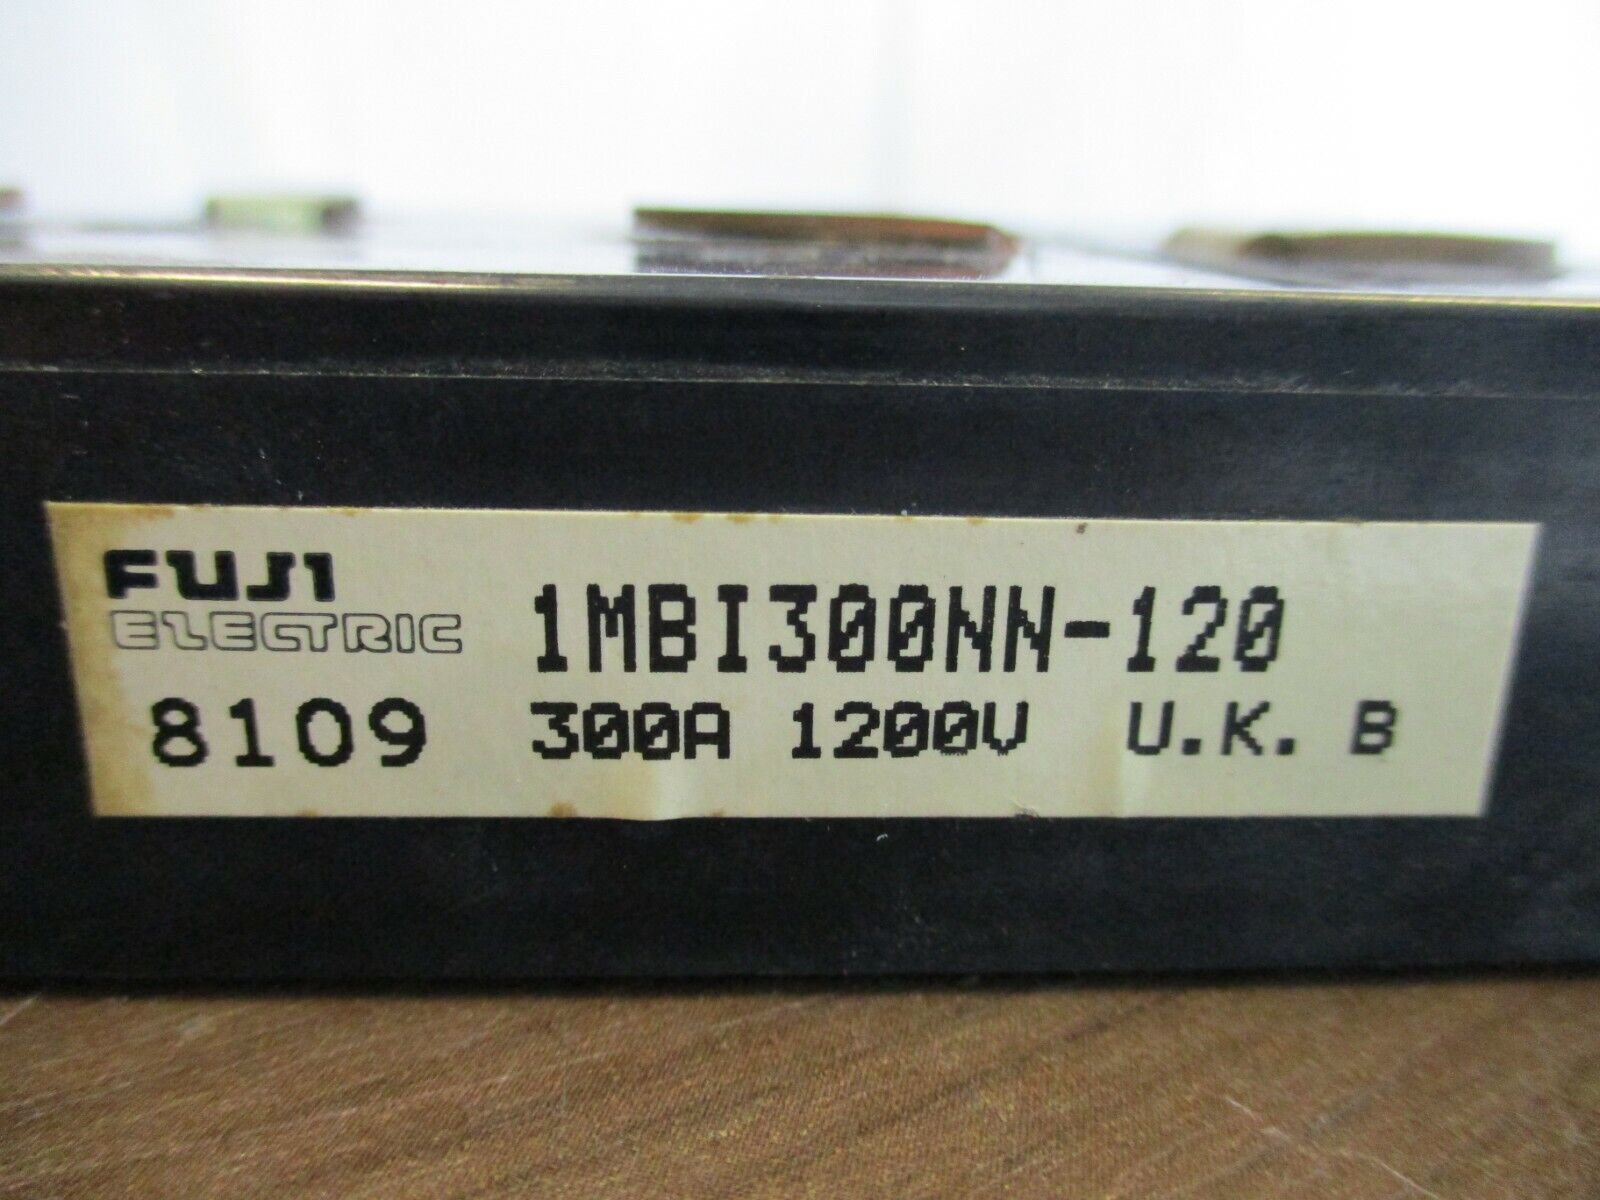 FUJI
ELECTRIC
1MBI300NN-120
8109 300A 1200V U.K. B